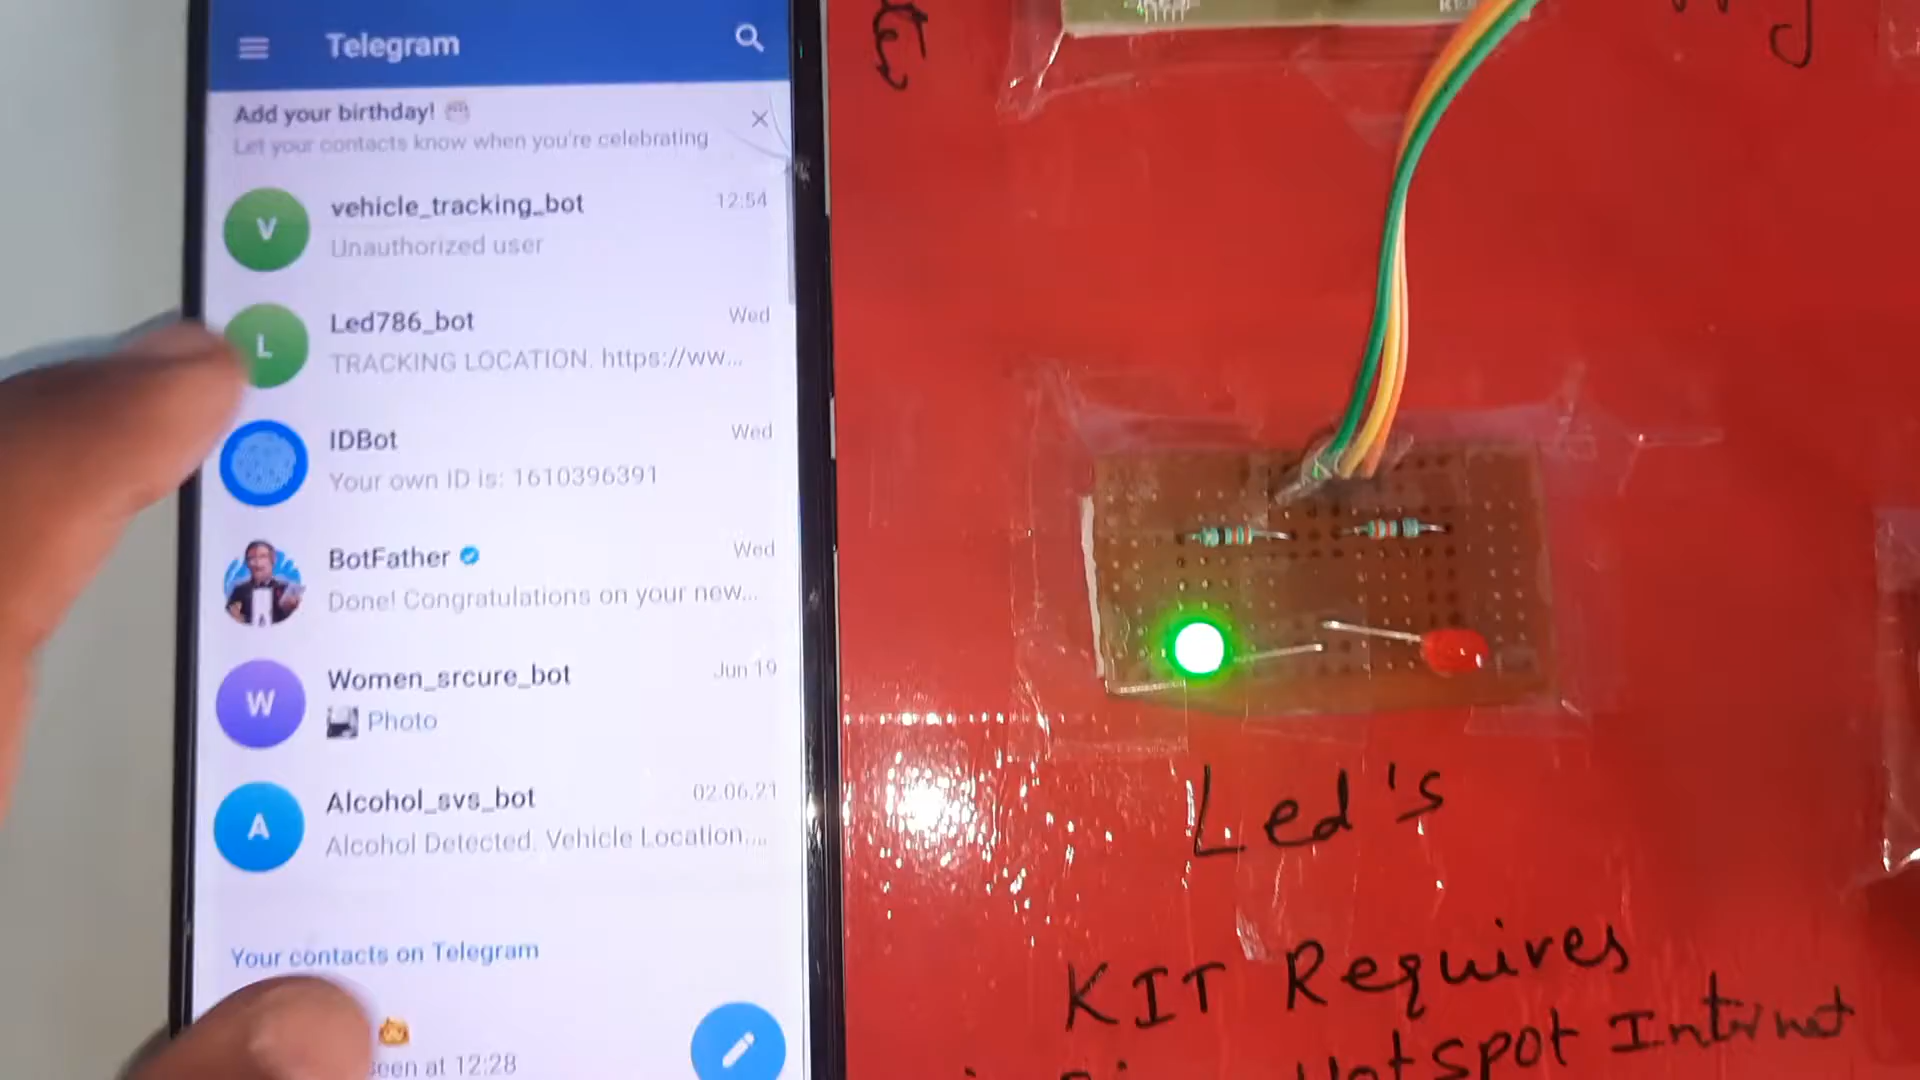 Telegram
Add your birthday!
Let your contacts know when you're celebrating
V
vehicle_tracking_bot
12:54
Unauthorized user
L
Led786_bot
Wed
TRACKING LOCATION. https://ww...
IDBot
Wed
Your own ID is: 1610396391
BotFather
Wed
Done! Congratulations on your new...
W
Women_srcure_bot
Jun 19
Photo
A
Alcohol_svs_bot
02.06.21
Alcohol Detected. Vehicle Location....
Your contacts on Telegram
seen at 12:28
Led's
KIT Requires
Hotspot Internet